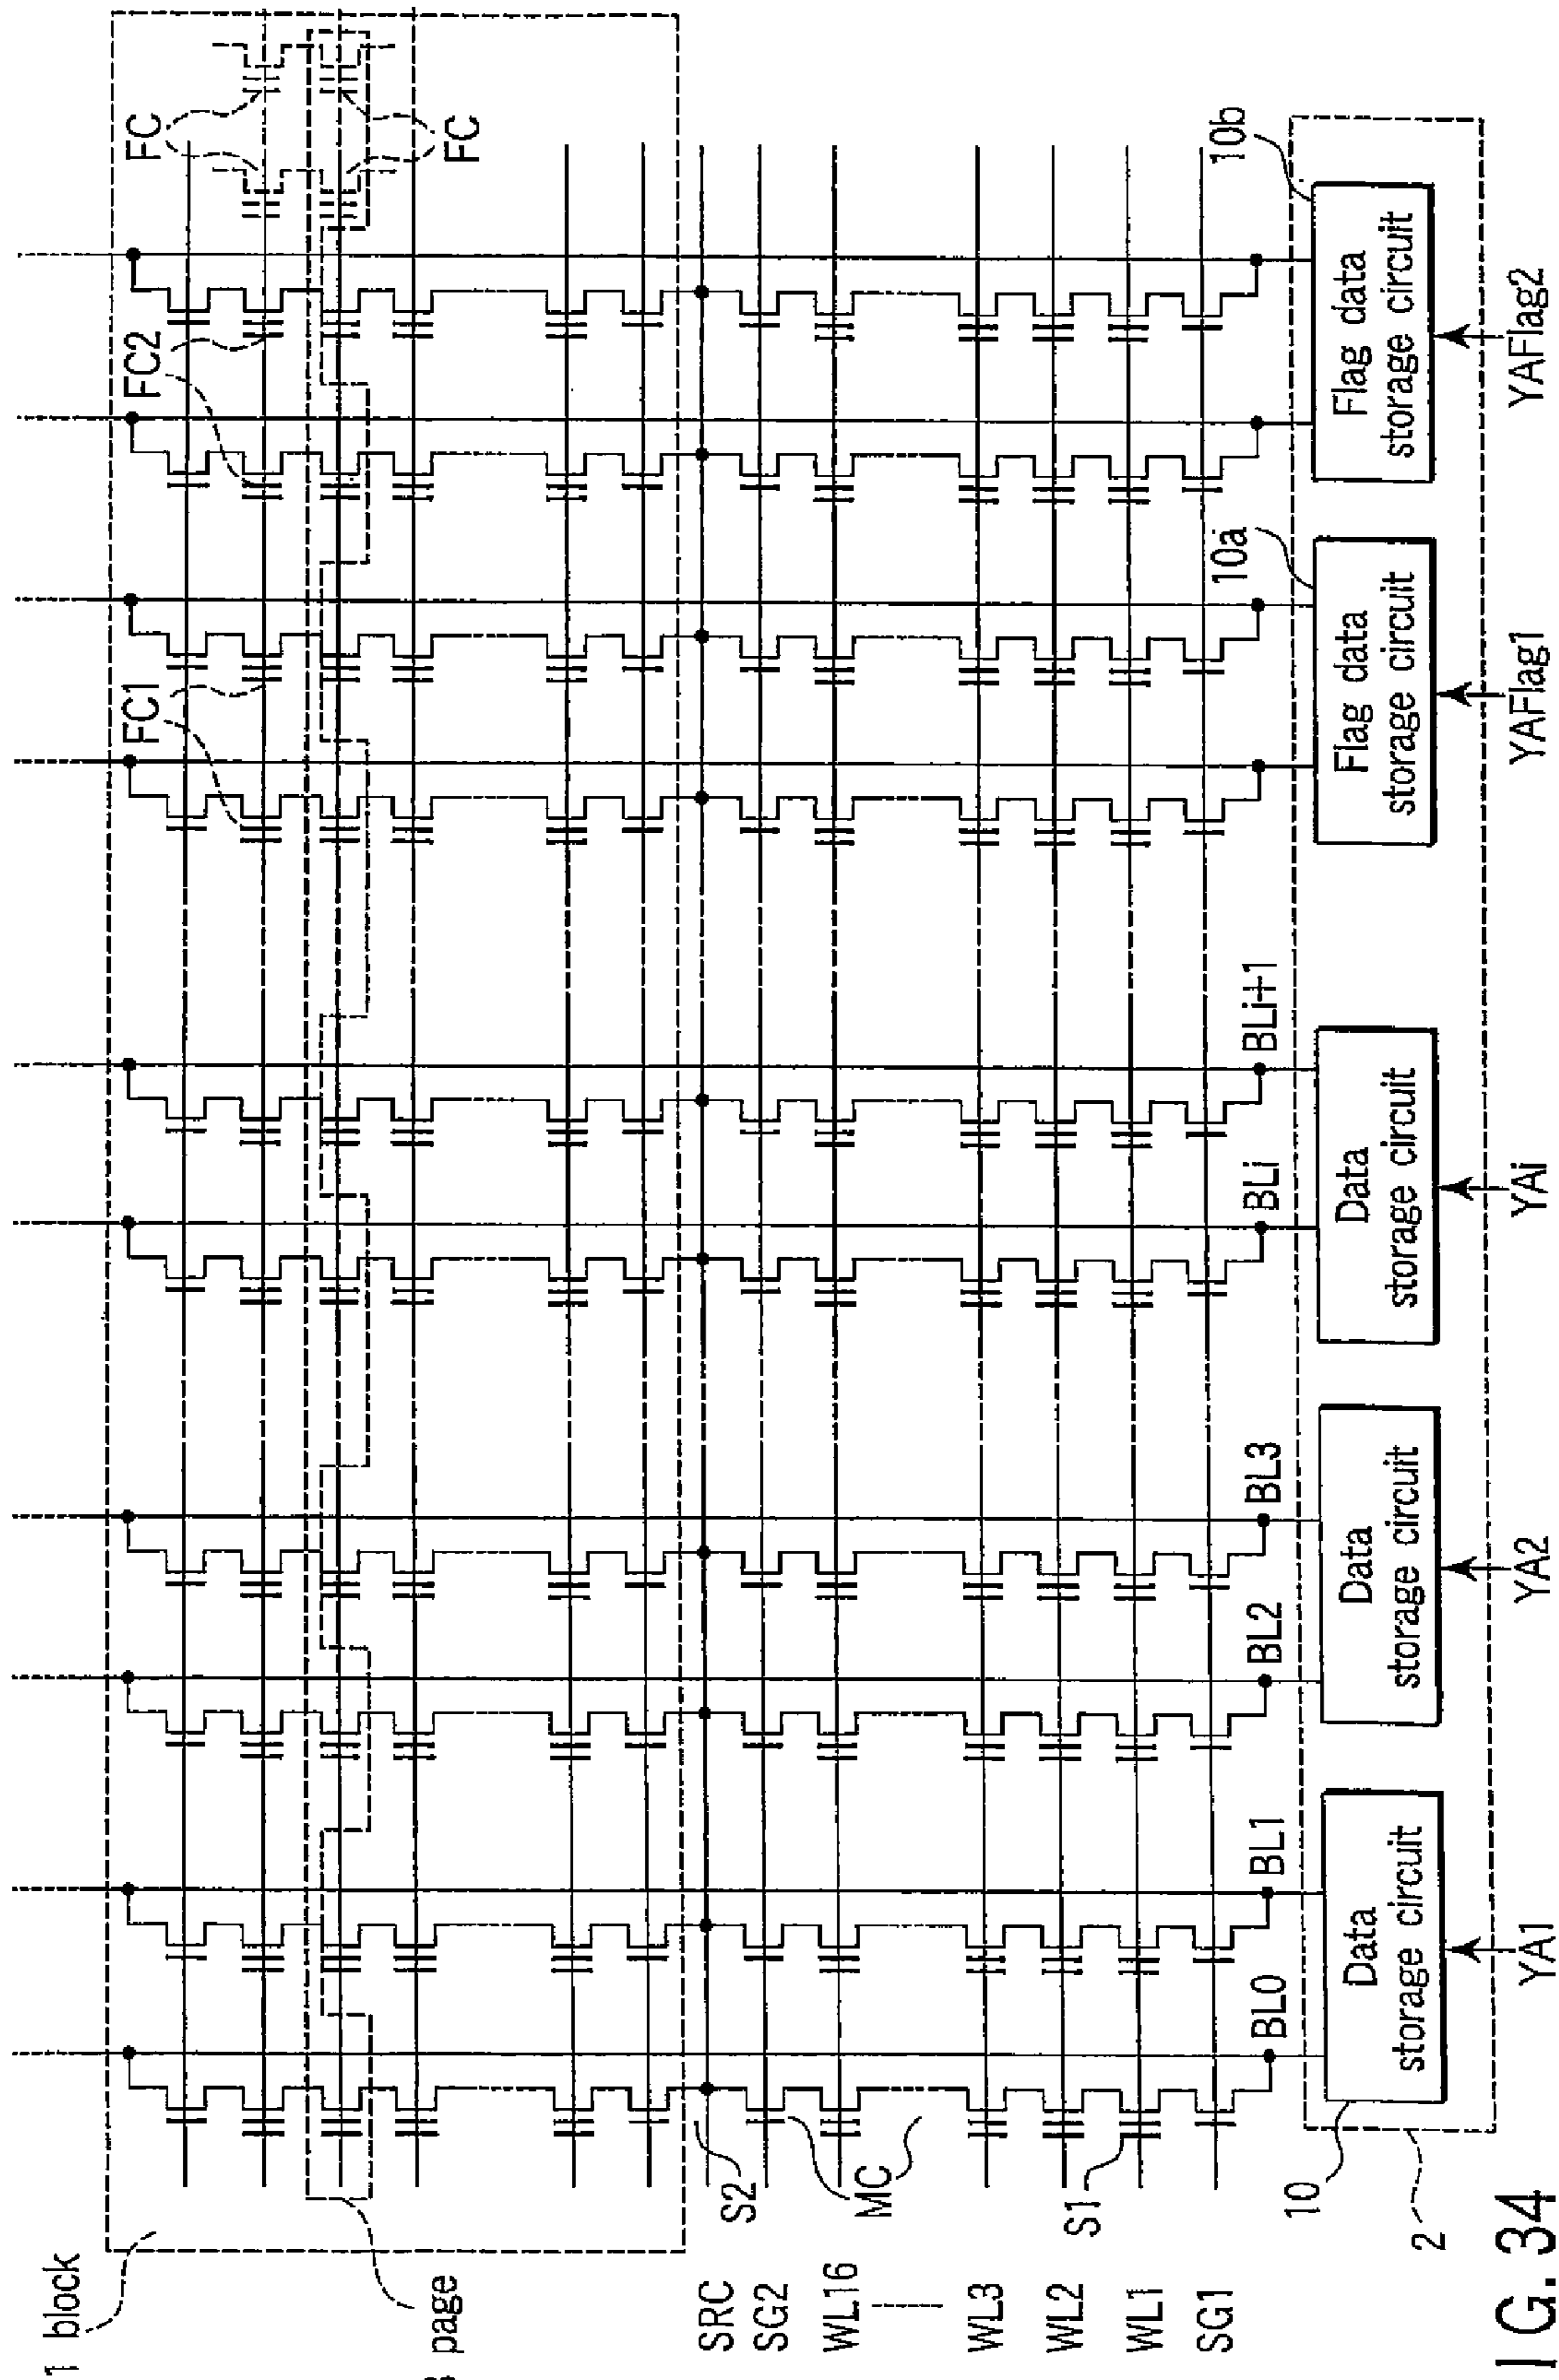 1 block
page
FC
FC
FC1
FC2
SRC
SG2
WL16
WL3
WL2
WL1
SG1
S2
MC
S1
BL0
BL1
BL2
BL3
BLi
BLi+1
10
10a
10b
2
Data
storage circuit
Data
storage circuit
Data
storage circuit
Flag data
storage circuit
Flag data
storage circuit
YA1
YA2
YAi
YAFlag1
YAFlag2
IG. 34